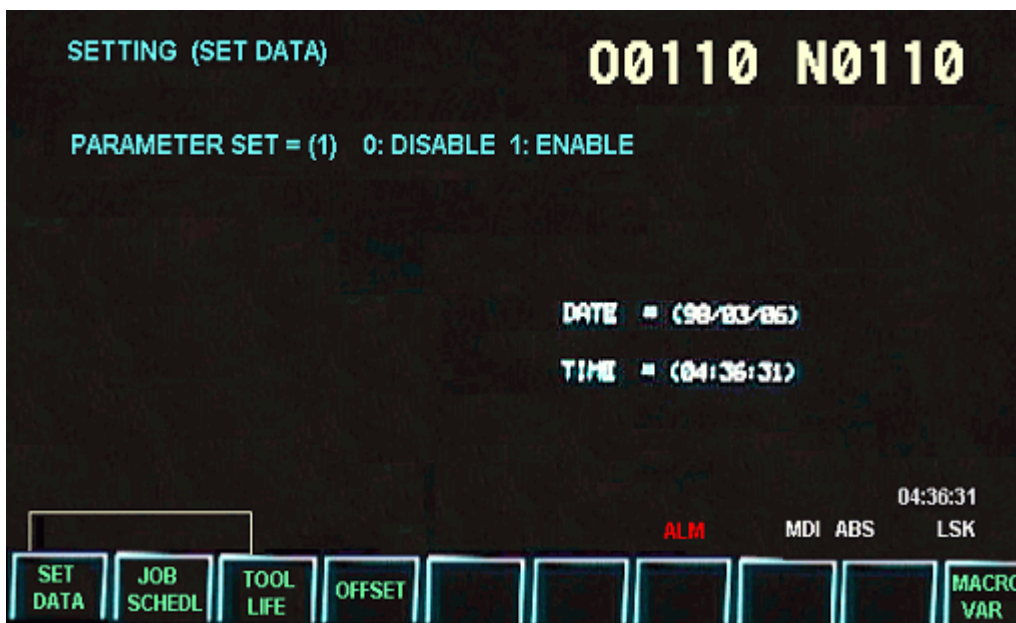 SETTING (SET DATA)
O0110 N0110
PARAMETER SET = (1) 0: DISABLE 1: ENABLE
DATE = (98/03/06)
TIME = (04:36:31)
04:36:31
ALM MDI ABS LSK
SET DATA
JOB SCHEDL
TOOL LIFE
OFFSET
MACRO VAR